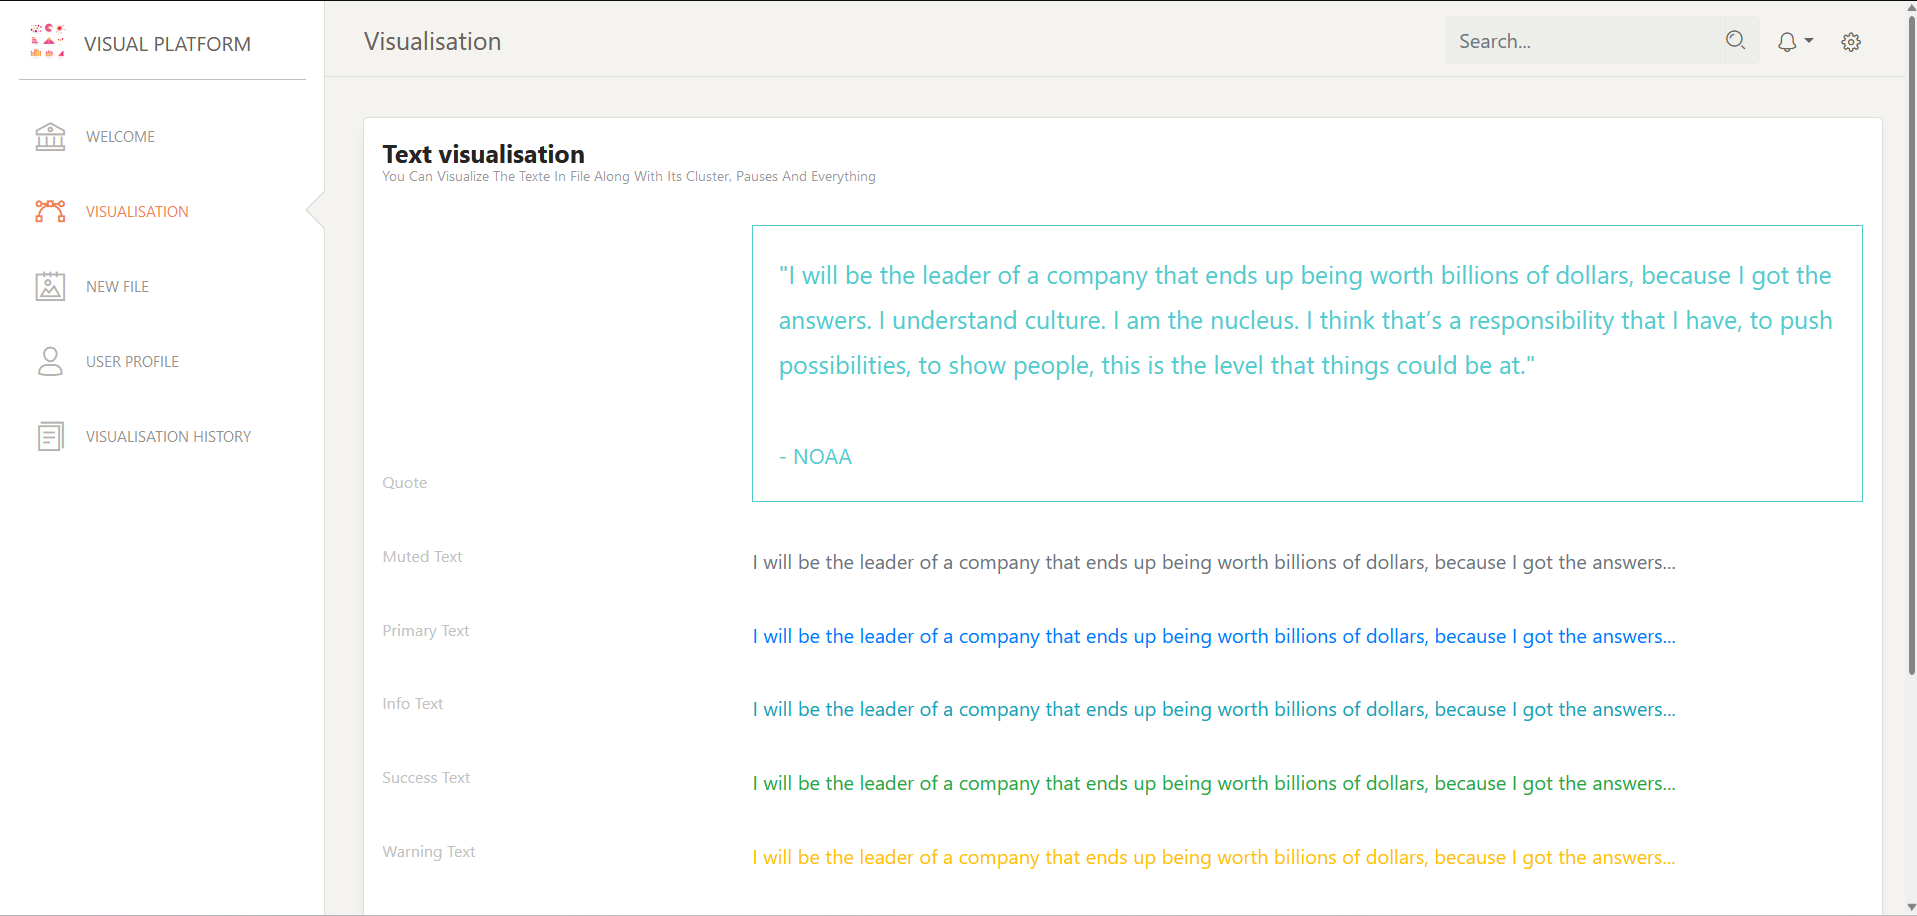 VISUAL PLATFORM
Visualisation
Search...
WELCOME
VISUALISATION
NEW FILE
USER PROFILE
VISUALISATION HISTORY
Text visualisation
You Can Visualize The Texte In File Along With Its Cluster, Pauses And Everything
"I will be the leader of a company that ends up being worth billions of dollars, because I got the
answers. I understand culture. I am the nucleus. I think that’s a responsibility that I have, to push
possibilities, to show people, this is the level that things could be at."
- NOAA
Quote
Muted Text
I will be the leader of a company that ends up being worth billions of dollars, because I got the answers...
Primary Text
I will be the leader of a company that ends up being worth billions of dollars, because I got the answers...
Info Text
I will be the leader of a company that ends up being worth billions of dollars, because I got the answers...
Success Text
I will be the leader of a company that ends up being worth billions of dollars, because I got the answers...
Warning Text
I will be the leader of a company that ends up being worth billions of dollars, because I got the answers...